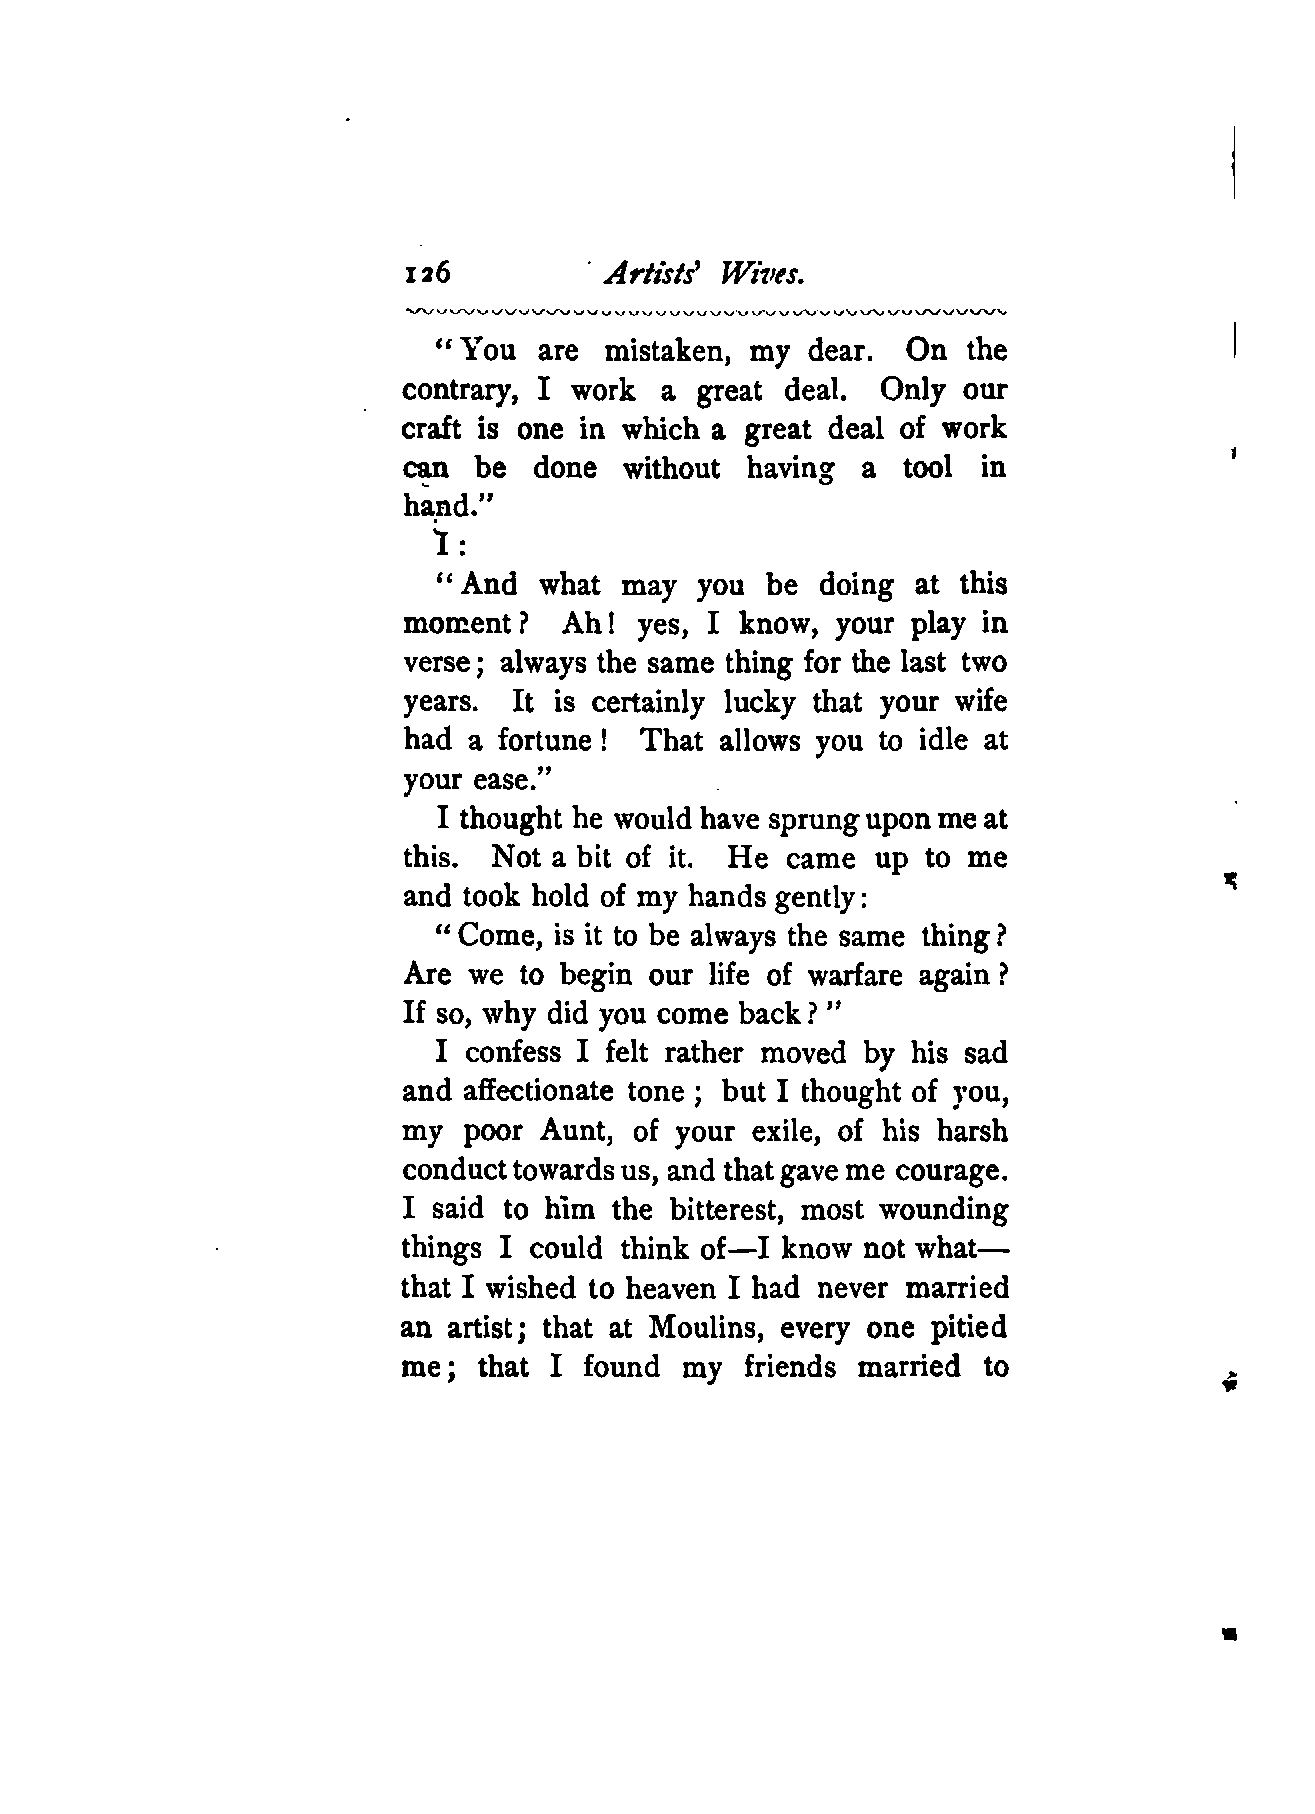 126 Artists' Wives.
"You are mistaken, my dear. On the
contrary, I work a great deal. Only our
craft is one in which a great deal of work
can be done without having a tool in
hand."
I:
"And what may you be doing at this
moment? Ah! yes, I know, your play in
verse; always the same thing for the last two
years. It is certainly lucky that your wife
had a fortune! That allows you to idle at
your ease."
I thought he would have sprung upon me at
this. Not a bit of it. He came up to me
and took hold of my hands gently:
"Come, is it to be always the same thing?
Are we to begin our life of warfare again?
If so, why did you come back?"
I confess I felt rather moved by his sad
and affectionate tone; but I thought of you,
my poor Aunt, of your exile, of his harsh
conduct towards us, and that gave me courage.
I said to him the bitterest, most wounding
things I could think of—I know not what—
that I wished to heaven I had never married
an artist; that at Moulins, every one pitied
me; that I found my friends married to